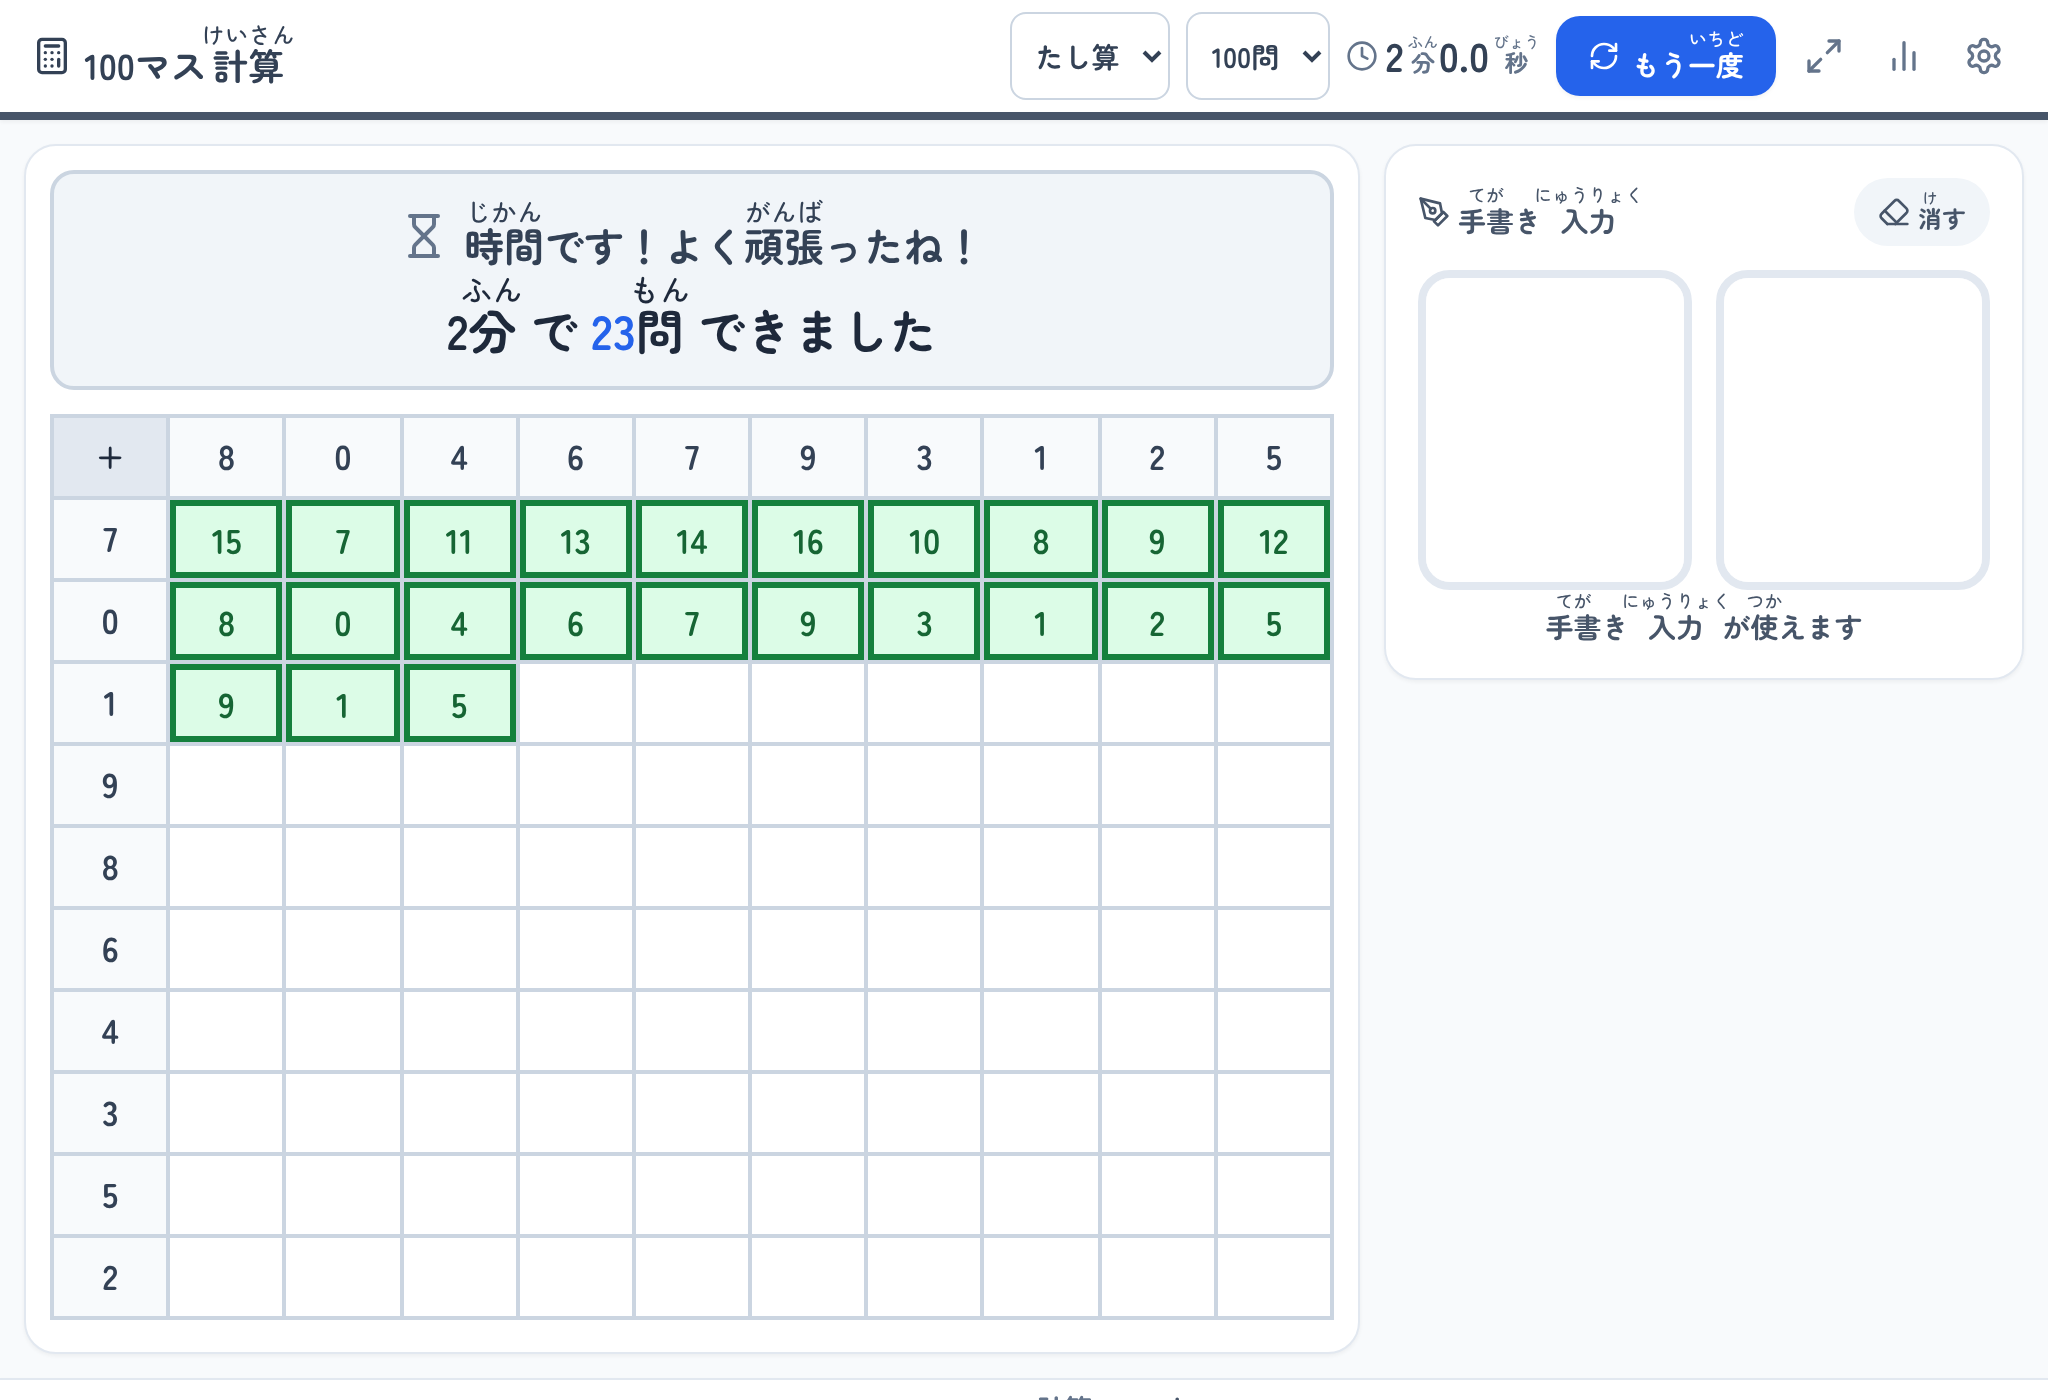 けいさん
100マス計算
たし算
100問
2分0.0秒
ふん
びょう
いちど
もう一度
じかん がんば
時間です！よく頑張ったね！
ふん もん
2分 で 23問 できました
+ 8 0 4 6 7 9 3 1 2 5
7 15 7 11 13 14 16 10 8 9 12
0 8 0 4 6 7 9 3 1 2 5
1 9 1 5
9
8
6
4
3
5
2
てが にゅうりょく
手書き 入力
け
消す
てが にゅうりょく つか
手書き 入力 が使えます